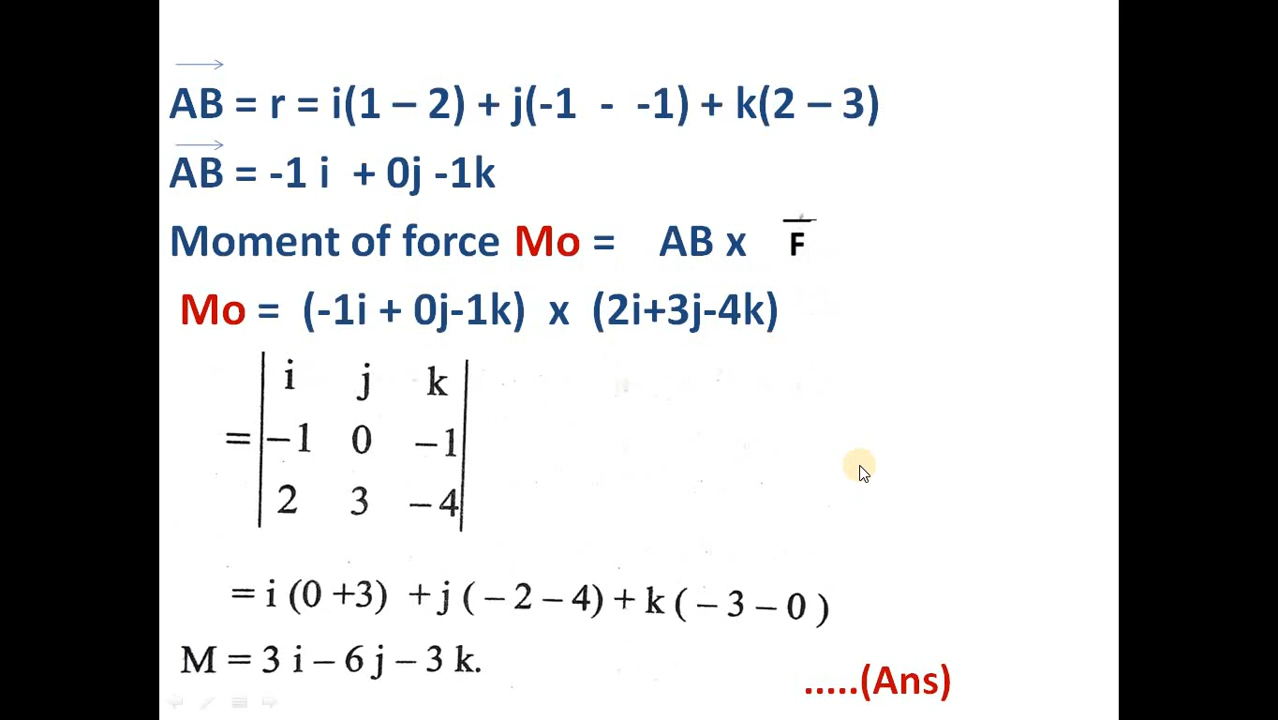 AB = r = i(1 – 2) + j(-1 - -1) + k(2 – 3)
AB = -1 i + 0j -1k
Moment of force Mo = AB x F
Mo = (-1i + 0j-1k) x (2i+3j-4k)
i j k
= −1 0 −1
2 3 −4
= i (0 +3) + j ( − 2 − 4) + k ( − 3 − 0 )
M = 3 i − 6 j − 3 k.
.....(Ans)